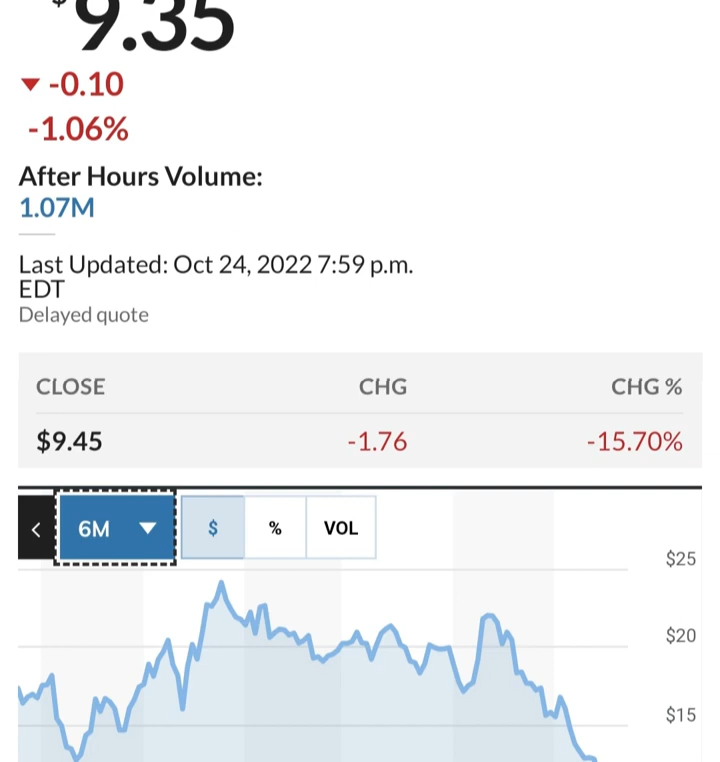 $9.35
-0.10
-1.06%
After Hours Volume:
1.07M
Last Updated: Oct 24, 2022 7:59 p.m.
EDT
Delayed quote
CLOSE CHG CHG %
$9.45 -1.76 -15.70%
6M $ % VOL
$25
$20
$15